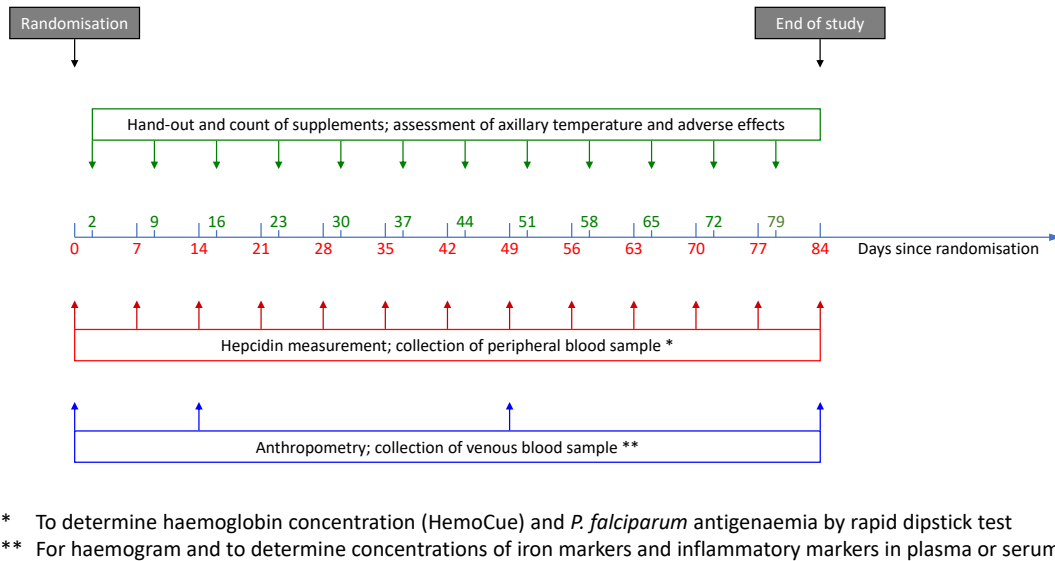 Randomisation
End of study
Hand-out and count of supplements; assessment of axillary temperature and adverse effects
2 9 16 23 30 37 44 51 58 65 72 79
0 7 14 21 28 35 42 49 56 63 70 77 84 Days since randomisation
Hepcidin measurement; collection of peripheral blood sample *
Anthropometry; collection of venous blood sample **
* To determine haemoglobin concentration (HemoCue) and P. falciparum antigenaemia by rapid dipstick test
** For haemogram and to determine concentrations of iron markers and inflammatory markers in plasma or serum